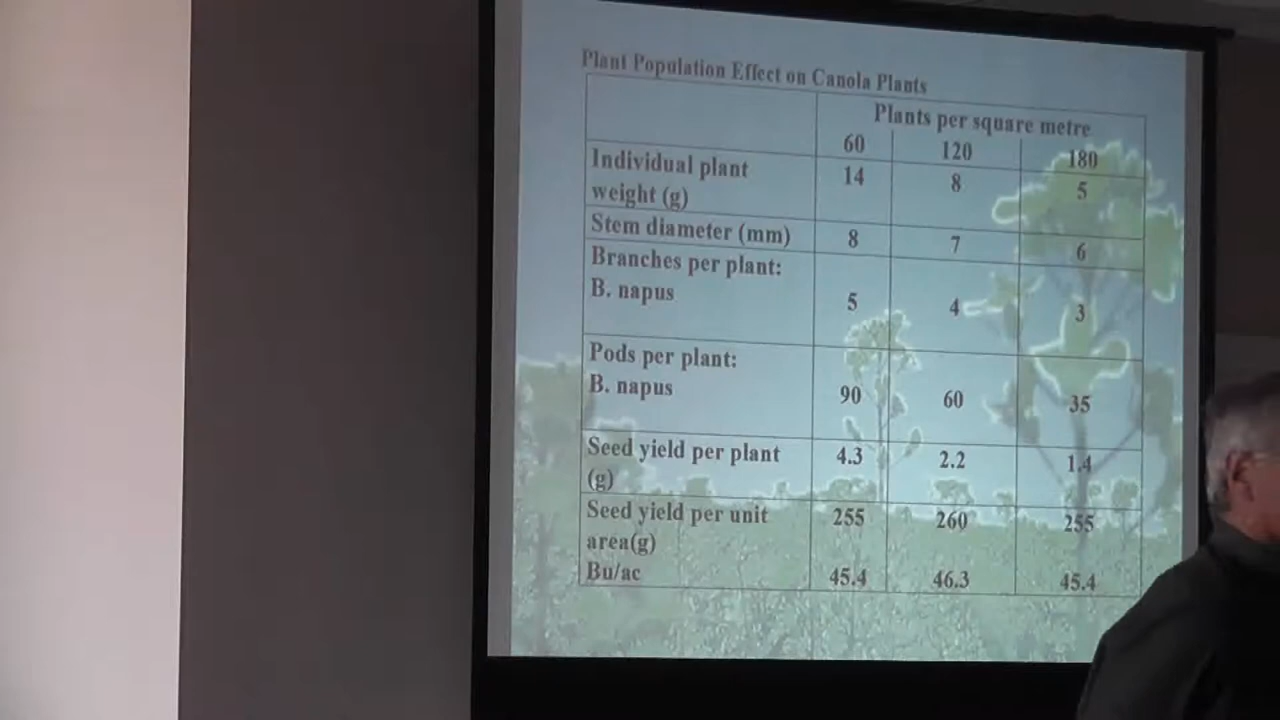 Plant Population Effect on Canola Plants
Plants per square metre
60 120 180
Individual plant
weight (g) 14 8 5
Stem diameter (mm) 8 7 6
Branches per plant:
B. napus 5 4 3
Pods per plant:
B. napus 90 60 35
Seed yield per plant
(g) 4.3 2.2 1.4
Seed yield per unit
area(g) 255 260 255
Bu/ac 45.4 46.3 45.4